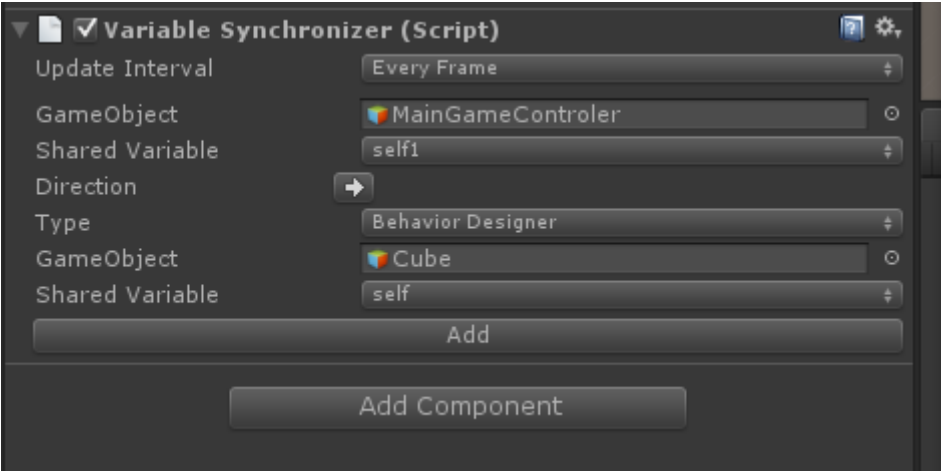 Variable Synchronizer (Script)
Update Interval Every Frame
GameObject MainGameControler
Shared Variable self1
Direction
Type Behavior Designer
GameObject Cube
Shared Variable self
Add
Add Component